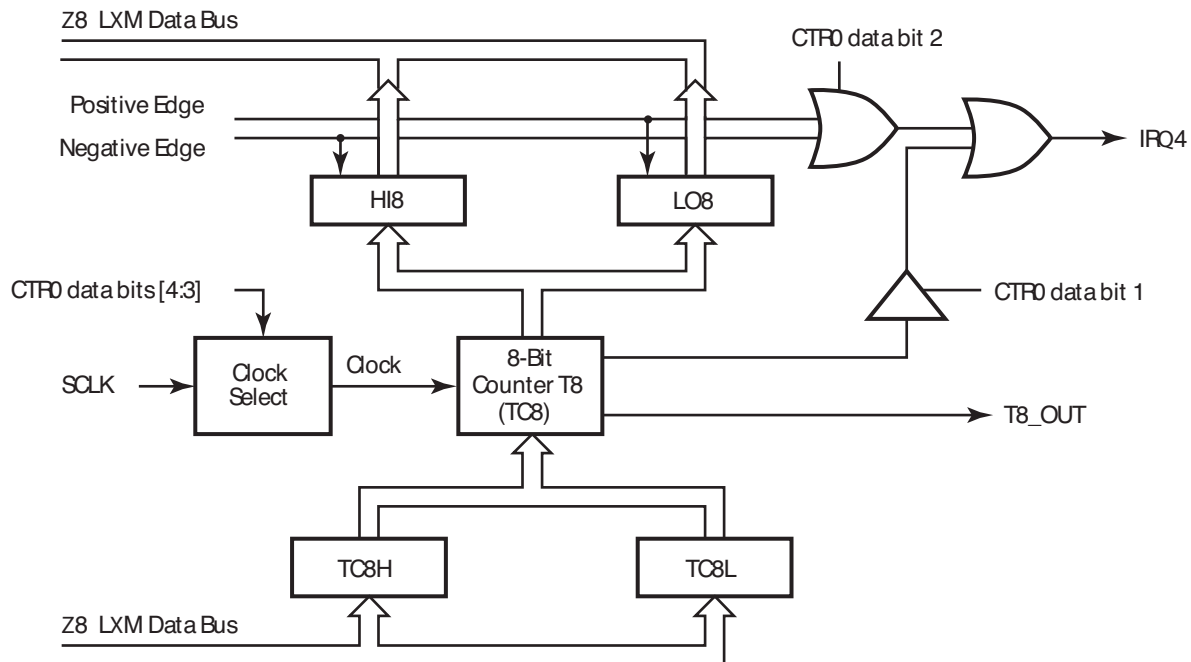 Z8 LXM Data Bus
CTR0 data bit 2
Positive Edge
Negative Edge
IRQ4
HI8
LO8
CTR0 data bits [4:3]
CTR0 data bit 1
SCLK
Clock
Select
Clock
8-Bit
Counter T8
(TC8)
T8_OUT
TC8H
TC8L
Z8 LXM Data Bus